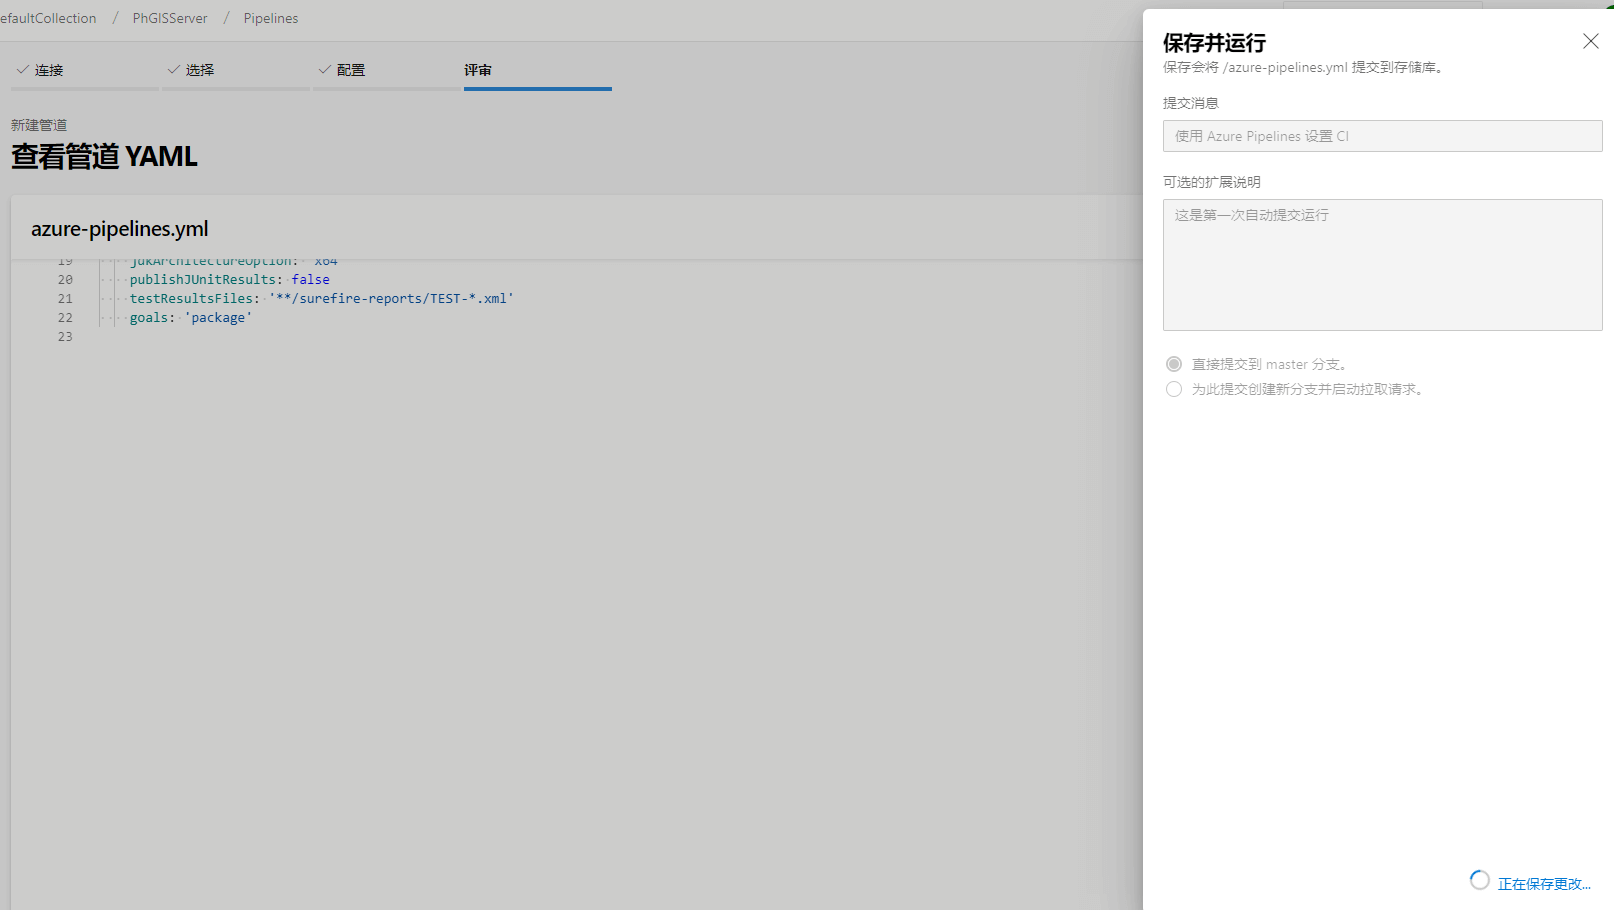 efaultCollection / PhGISServer / Pipelines
连接
选择
配置
评审
新建管道
查看管道 YAML
azure-pipelines.yml
19 jdkArchitectureOption: 'x64'
20 publishJUnitResults: false
21 testResultsFiles: '**/surefire-reports/TEST-*.xml'
22 goals: 'package'
23
保存并运行
保存会将 /azure-pipelines.yml 提交到存储库。
提交消息
使用 Azure Pipelines 设置 CI
可选的扩展说明
这是第一次自动提交运行
直接提交到 master 分支。
为此提交创建新分支并启动拉取请求。
正在保存更改...